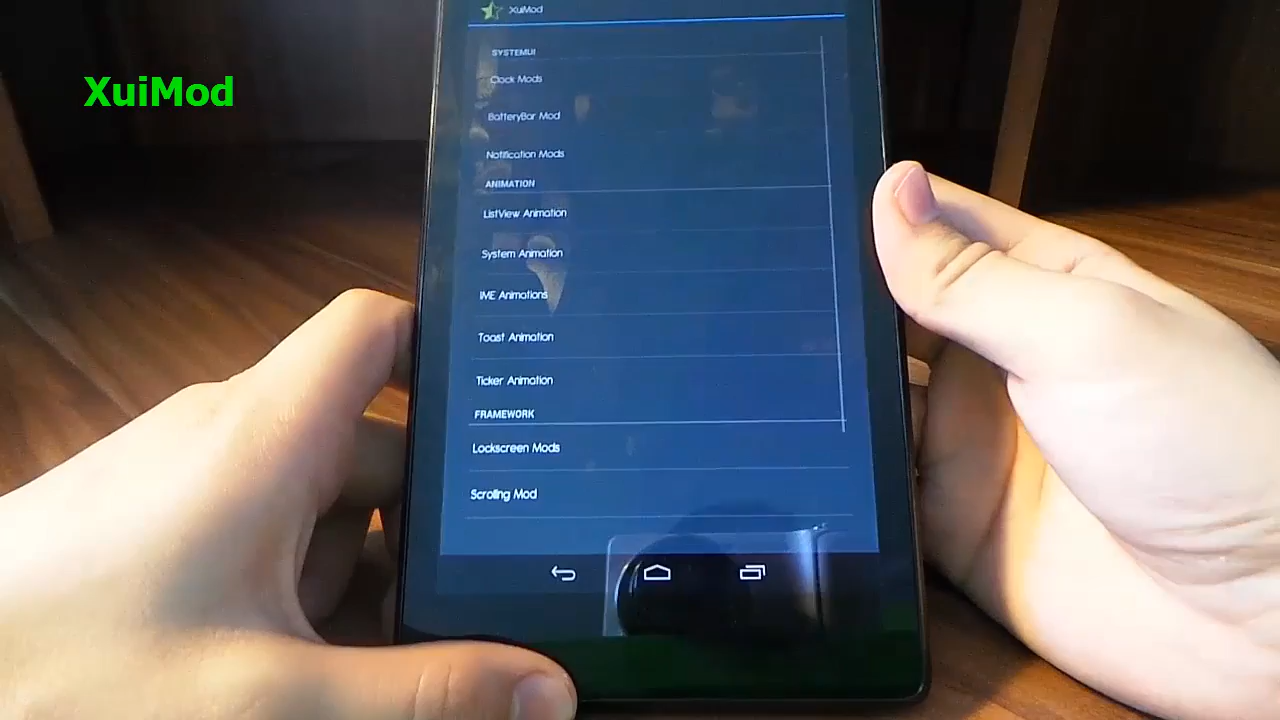 XuiMod
XuiMod
SYSTEMUI
Clock Mods
BatteryBar Mod
Notification Mods
ANIMATION
ListView Animation
System Animation
IME Animations
Toast Animation
Ticker Animation
FRAMEWORK
Lockscreen Mods
Scrolling Mod